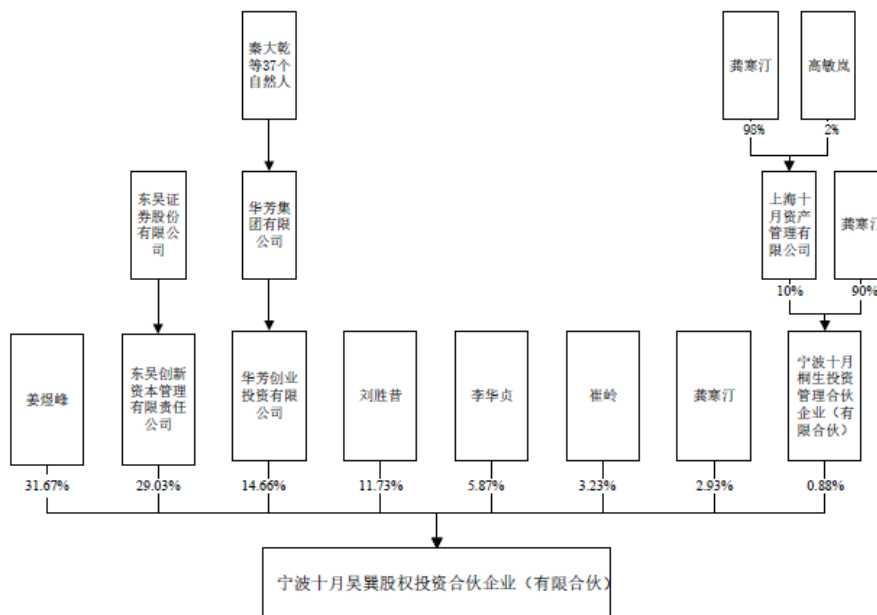 秦大乾
等37个
自然人
龚寒汀
高敏岚
98%
2%
东吴证
券股份
有限公
司
华芳集
团有限
公司
上海十
月资产
管理有
限公司
龚寒汀
10%
90%
姜煜峰
东吴创新
资本管理
有限责任
公司
华芳创业
投资有限
公司
刘胜昔
李华贞
崔岭
龚寒汀
宁波十月
桐生投资
管理合伙
企业（有
限合伙）
31.67%
29.03%
14.66%
11.73%
5.87%
3.23%
2.93%
0.88%
宁波十月吴巽股权投资合伙企业（有限合伙）